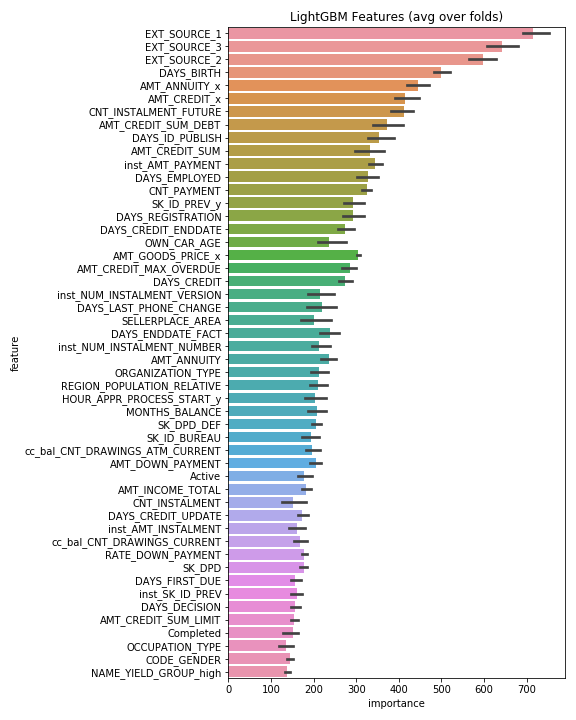 LightGBM Features (avg over folds)
EXT_SOURCE_1
EXT_SOURCE_3
EXT_SOURCE_2
DAYS_BIRTH
AMT_ANNUITY_x
AMT_CREDIT_x
CNT_INSTALMENT_FUTURE
AMT_CREDIT_SUM_DEBT
DAYS_ID_PUBLISH
AMT_CREDIT_SUM
inst_AMT_PAYMENT
DAYS_EMPLOYED
CNT_PAYMENT
SK_ID_PREV_y
DAYS_REGISTRATION
DAYS_CREDIT_ENDDATE
OWN_CAR_AGE
AMT_GOODS_PRICE_x
AMT_CREDIT_MAX_OVERDUE
DAYS_CREDIT
inst_NUM_INSTALMENT_VERSION
DAYS_LAST_PHONE_CHANGE
SELLERPLACE_AREA
DAYS_ENDDATE_FACT
inst_NUM_INSTALMENT_NUMBER
AMT_ANNUITY
ORGANIZATION_TYPE
REGION_POPULATION_RELATIVE
HOUR_APPR_PROCESS_START_y
MONTHS_BALANCE
SK_DPD_DEF
SK_ID_BUREAU
cc_bal_CNT_DRAWINGS_ATM_CURRENT
AMT_DOWN_PAYMENT
Active
AMT_INCOME_TOTAL
CNT_INSTALMENT
DAYS_CREDIT_UPDATE
inst_AMT_INSTALMENT
cc_bal_CNT_DRAWINGS_CURRENT
RATE_DOWN_PAYMENT
SK_DPD
DAYS_FIRST_DUE
inst_SK_ID_PREV
DAYS_DECISION
AMT_CREDIT_SUM_LIMIT
Completed
OCCUPATION_TYPE
CODE_GENDER
NAME_YIELD_GROUP_high
feature
0 100 200 300 400 500 600 700
importance